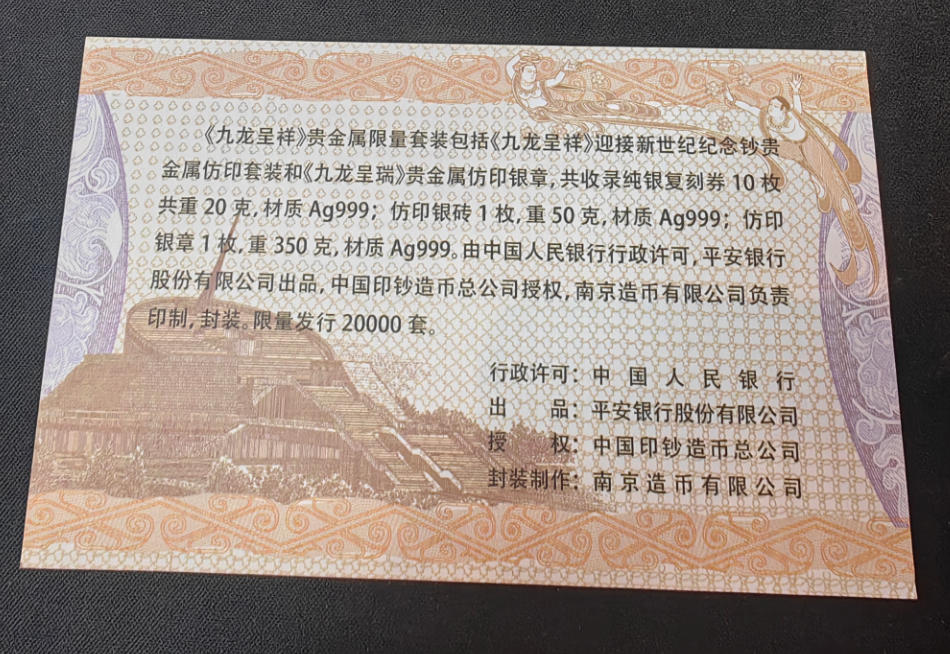 《九龙呈祥》贵金属限量套装包括《九龙呈祥》迎接新世纪纪念钞贵
金属仿印套装和《九龙呈瑞》贵金属仿印银章，共收录纯银复刻券 10 枚
共重 20 克，材质 Ag999；仿印银砖 1 枚，重 50 克，材质 Ag999；仿印
银章 1 枚，重 350 克，材质 Ag999。由中国人民银行行政许可，平安银行
股份有限公司出品，中国印钞造币总公司授权，南京造币有限公司负责
印制，封装。限量发行 20000 套。
行政许可：中国人民银行
出品：平安银行股份有限公司
授权：中国印钞造币总公司
封装制作：南京造币有限公司